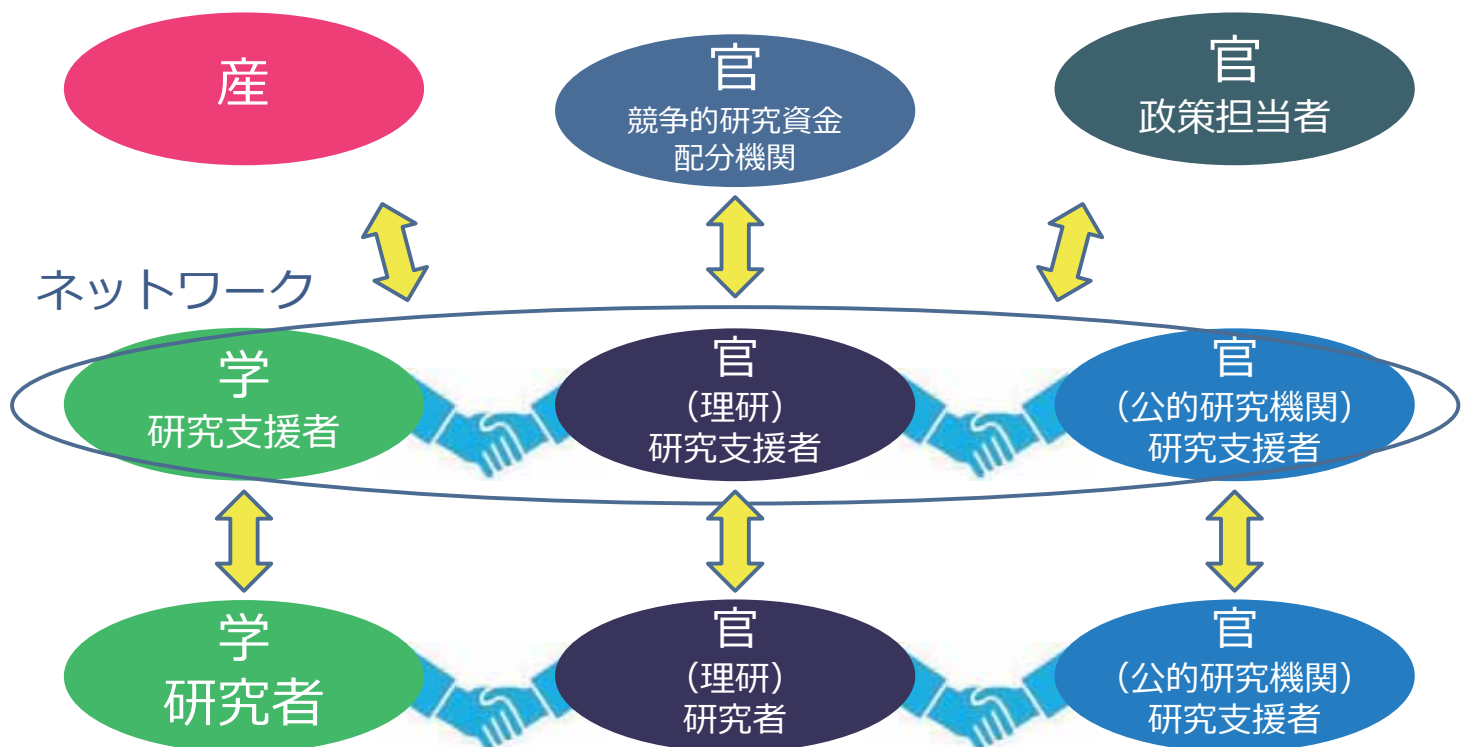 産
官
競争的研究資金
配分機関
官
政策担当者
ネットワーク
学
研究支援者
官
（理研）
研究支援者
官
（公的研究機関）
研究支援者
学
研究者
官
（理研）
研究者
官
（公的研究機関）
研究支援者